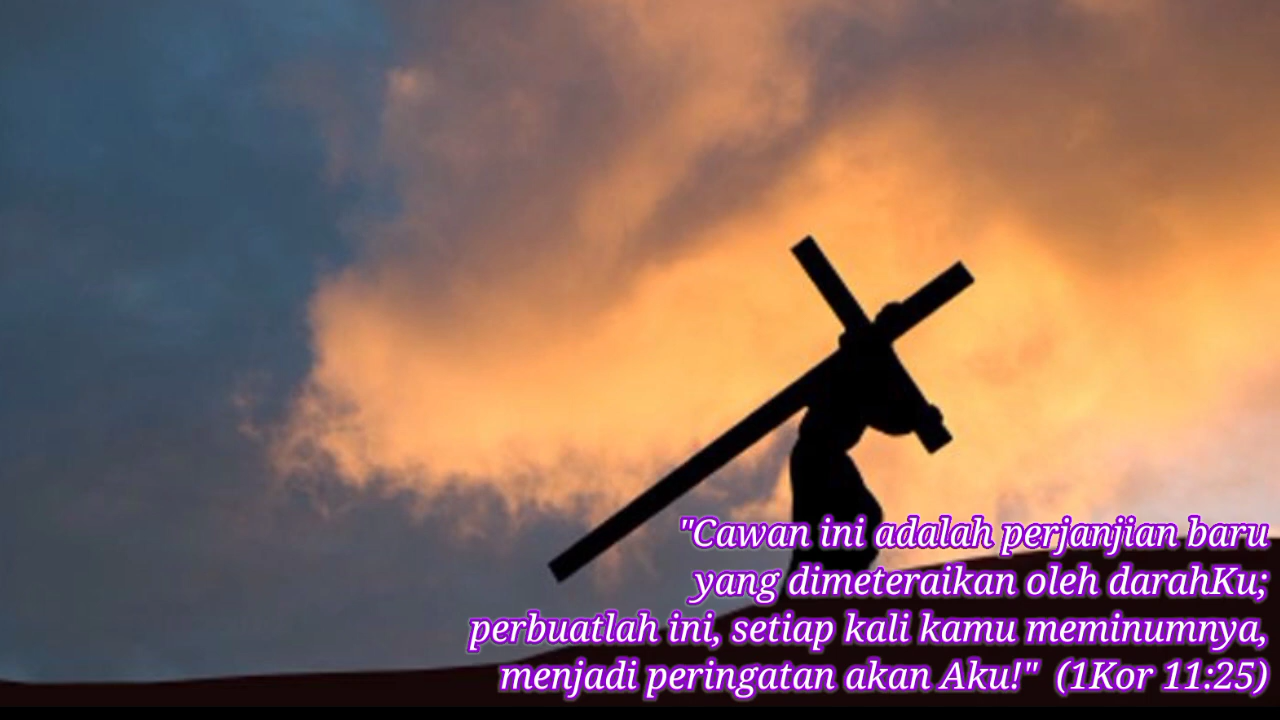 "Cawan ini adalah perjanjian baru
yang dimeteraikan oleh darahKu;
perbuatlah ini, setiap kali kamu meminumnya,
menjadi peringatan akan Aku!" (1Kor 11:25)